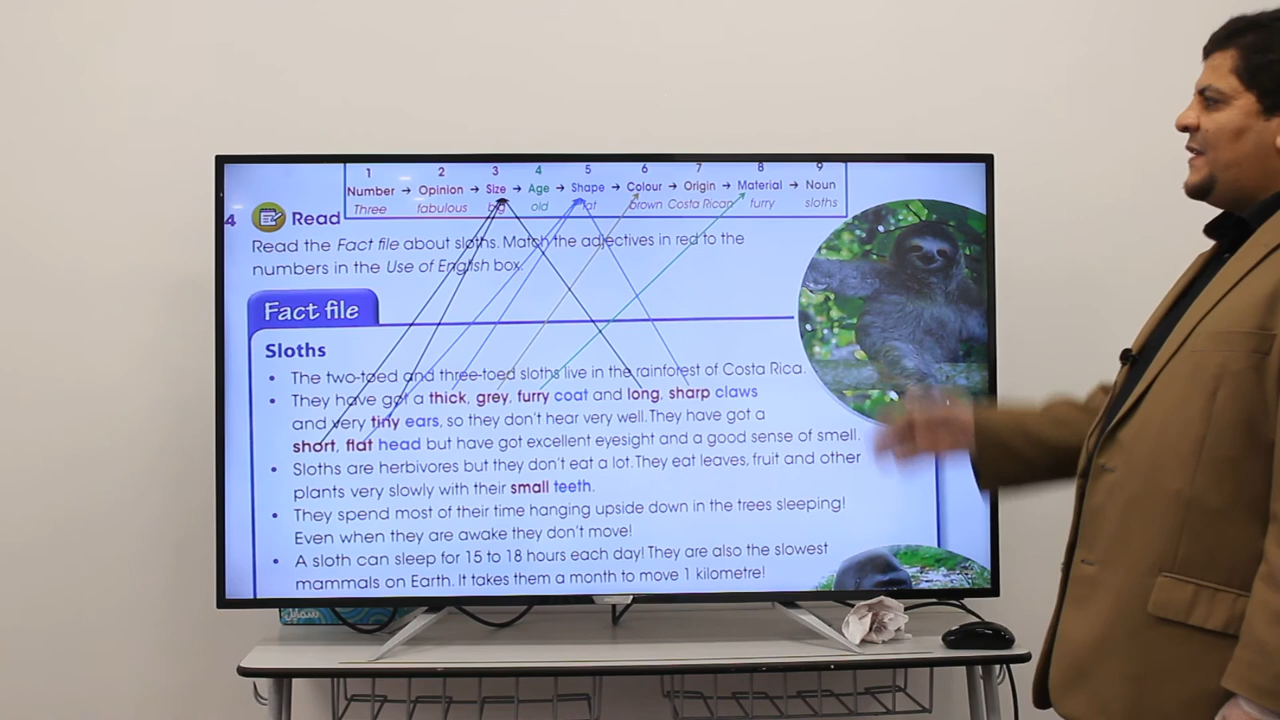 1 2 3 4 5 6 7 8 9
Number → Opinion → Size → Age → Shape → Colour → Origin → Material → Noun
Three fabulous big old fat brown Costa Rican furry sloths
4 Read
Read the Fact file about sloths. Match the adjectives in red to the
numbers in the Use of English box.
Fact file
Sloths
• The two-toed and three-toed sloths live in the rainforest of Costa Rica.
• They have got a thick, grey, furry coat and long, sharp claws
and very tiny ears, so they don't hear very well. They have got a
short, flat head but have got excellent eyesight and a good sense of smell.
• Sloths are herbivores but they don't eat a lot. They eat leaves, fruit and other
plants very slowly with their small teeth.
• They spend most of their time hanging upside down in the trees sleeping!
Even when they are awake they don't move!
• A sloth can sleep for 15 to 18 hours each day! They are also the slowest
mammals on Earth. It takes them a month to move 1 kilometre!